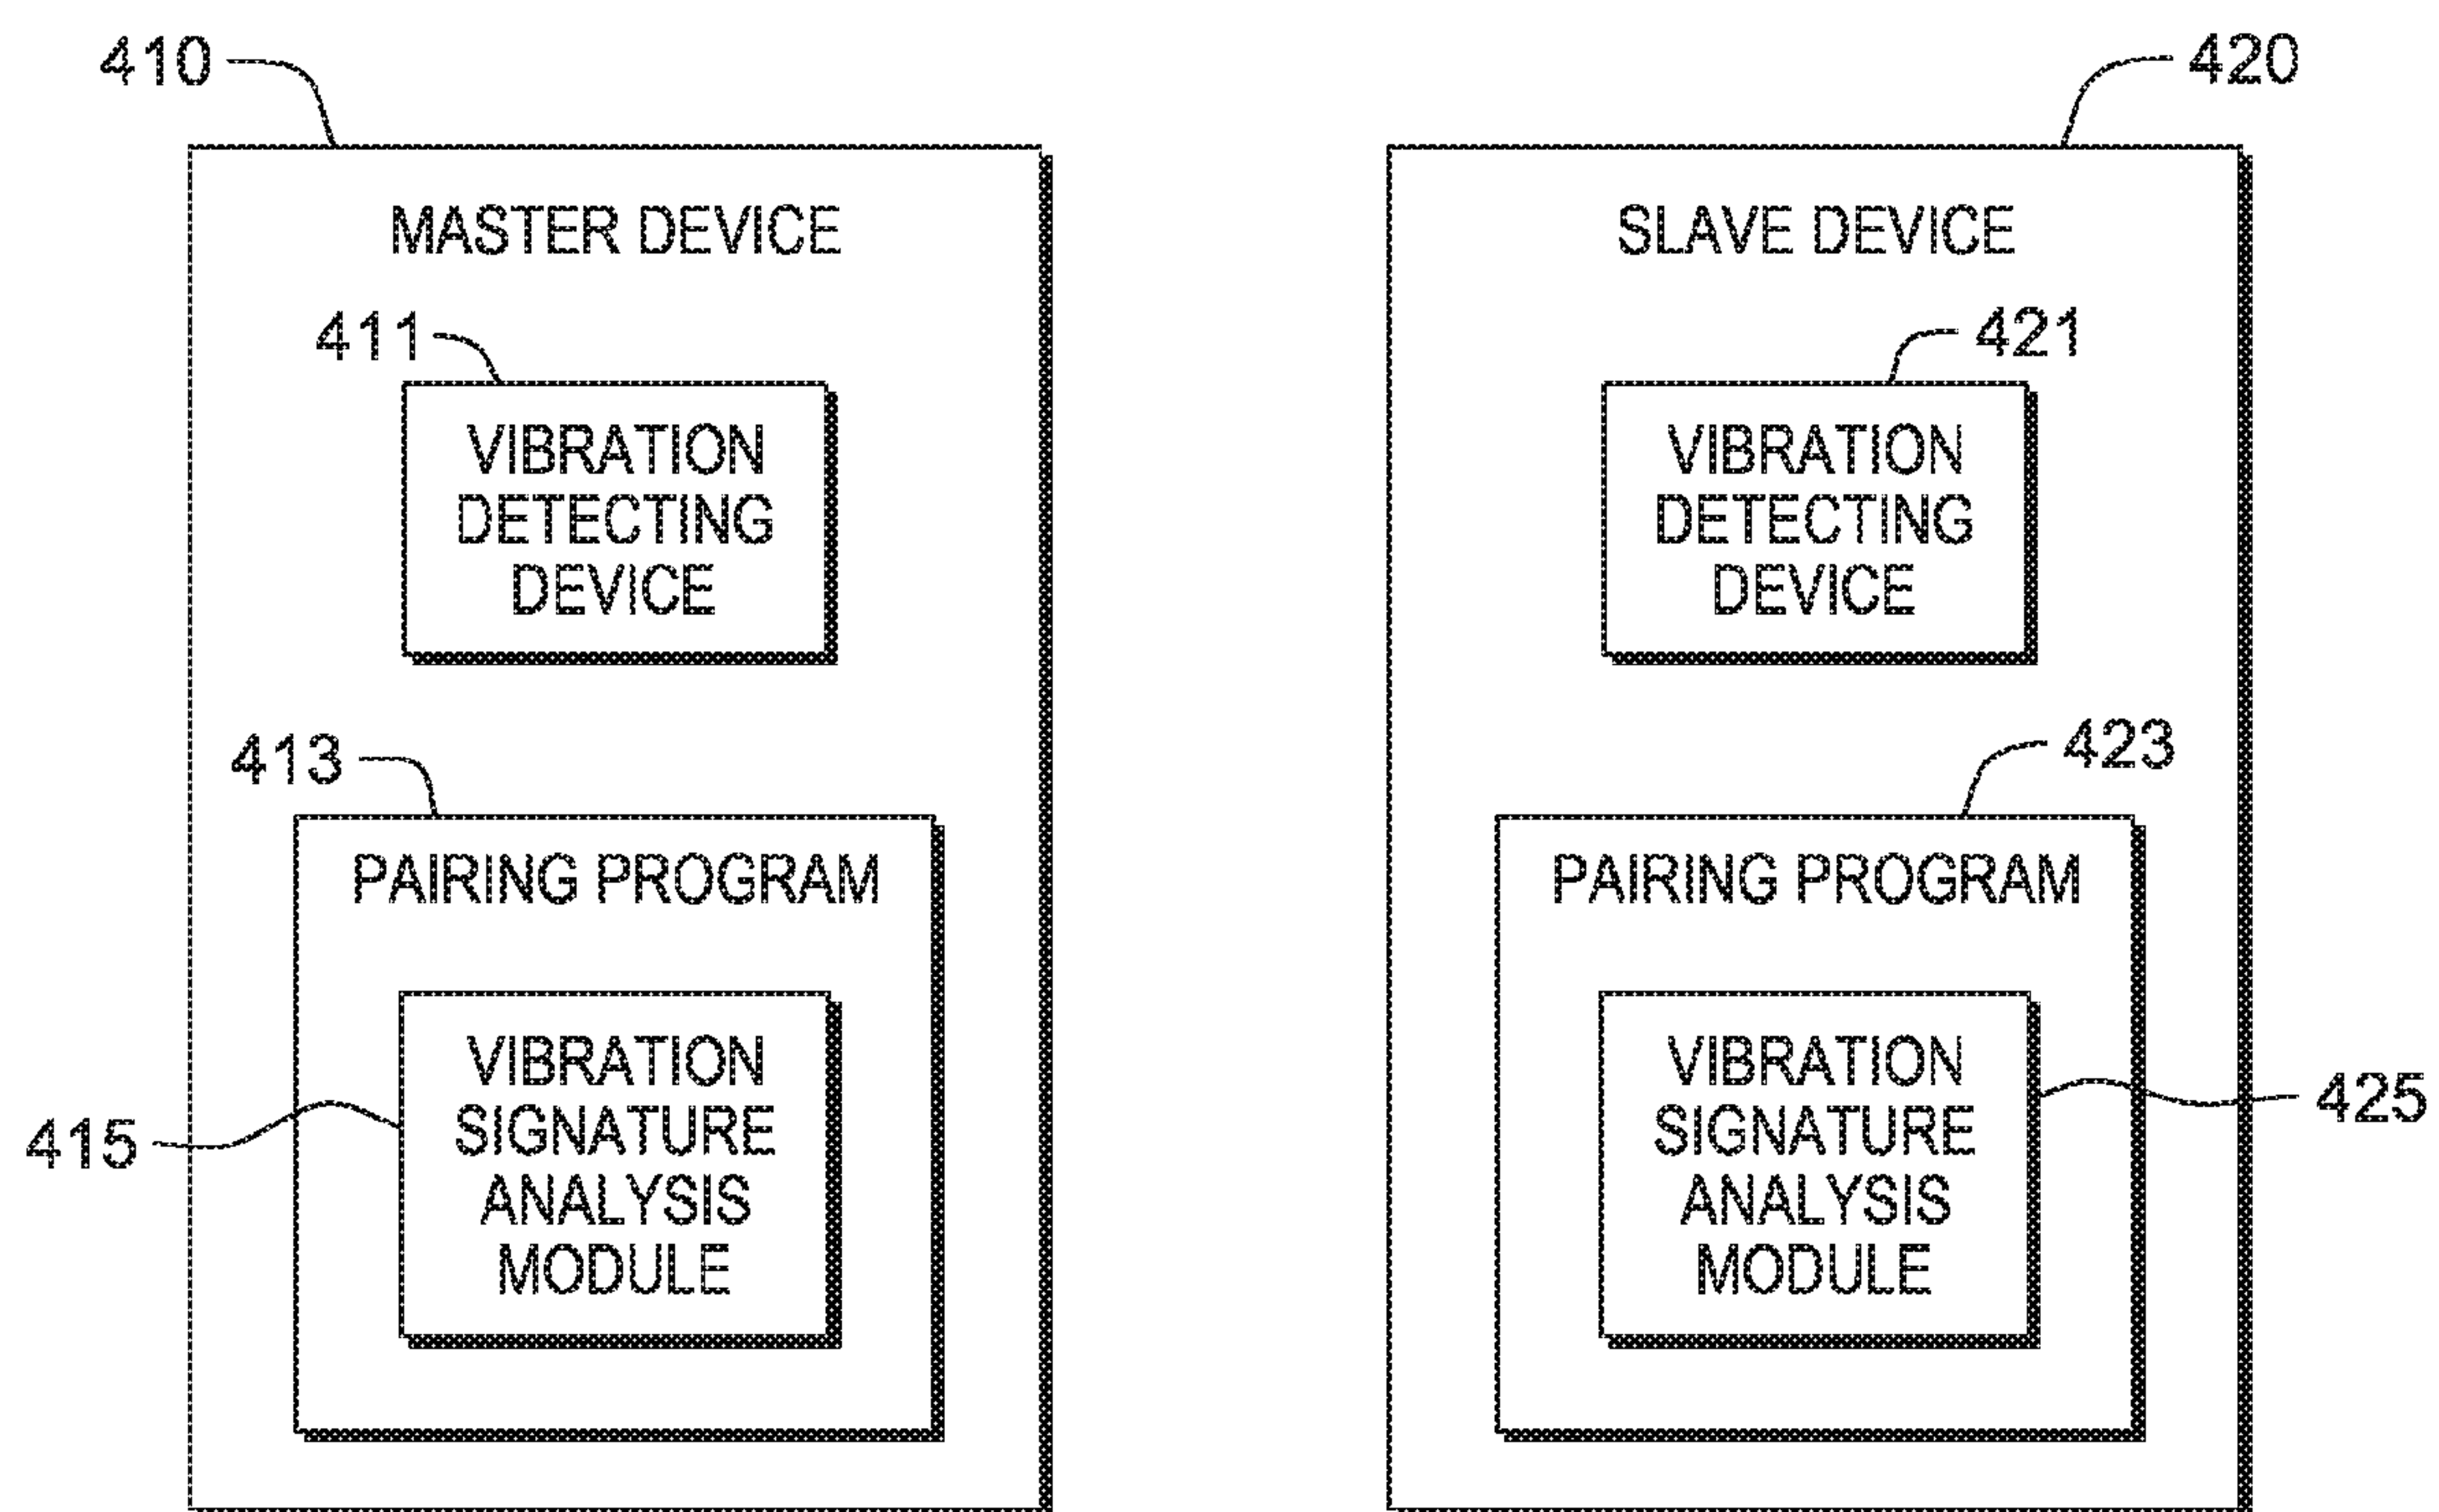 410
MASTER DEVICE
411
VIBRATION
DETECTING
DEVICE
413
PAIRING PROGRAM
415
VIBRATION
SIGNATURE
ANALYSIS
MODULE
420
SLAVE DEVICE
421
VIBRATION
DETECTING
DEVICE
423
PAIRING PROGRAM
425
VIBRATION
SIGNATURE
ANALYSIS
MODULE